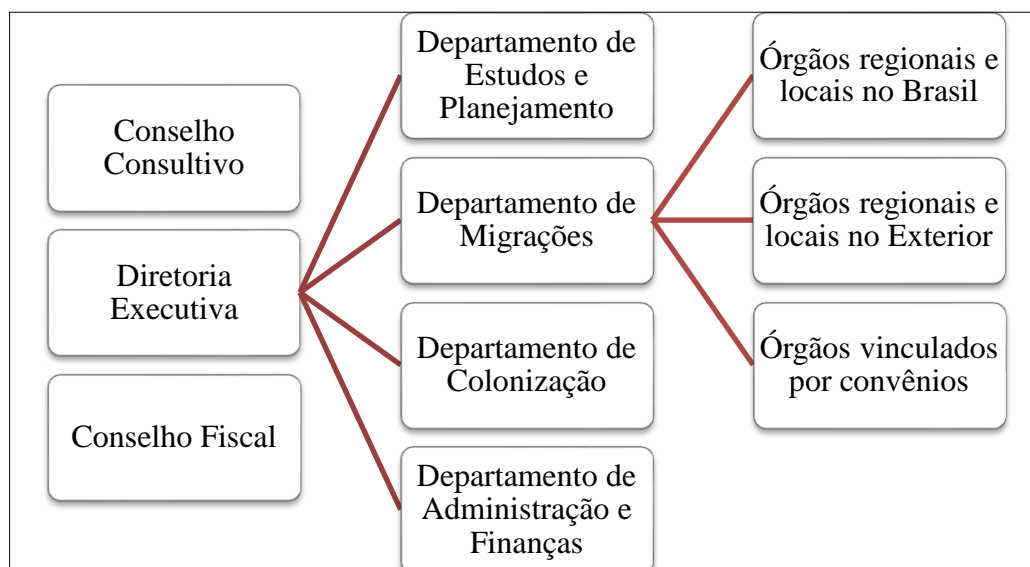 Conselho
Consultivo
Diretoria
Executiva
Conselho Fiscal
Departamento de
Estudos e
Planejamento
Departamento de
Migrações
Departamento de
Colonização
Departamento de
Administração e
Finanças
Órgãos regionais e
locais no Brasil
Órgãos regionais e
locais no Exterior
Órgãos vinculados
por convênios